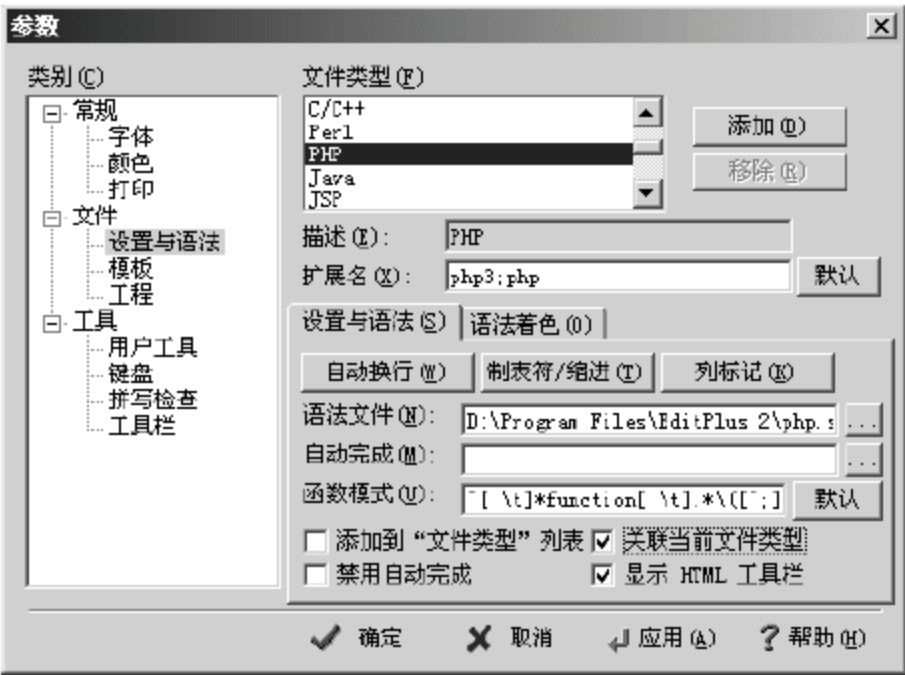 参数
类别(C)
常规
字体
颜色
打印
文件
设置与语法
模板
工程
工具
用户工具
键盘
拼写检查
工具栏
文件类型(F)
C/C++
Perl
PHP
Java
JSP
添加(D)
移除(R)
描述(E):
PHP
扩展名(X):
php3;php
默认
设置与语法(S)
语法着色(O)
自动换行(W)
制表符/缩进(T)
列标记(K)
语法文件(N):
D:\Program Files\EditPlus 2\php.s
...
自动完成(M):
...
函数模式(U):
^[ \t]*function[ \t].*\([^;]
默认
添加到“文件类型”列表
关联当前文件类型
禁用自动完成
显示 HTML 工具栏
确定
取消
应用(A)
帮助(H)